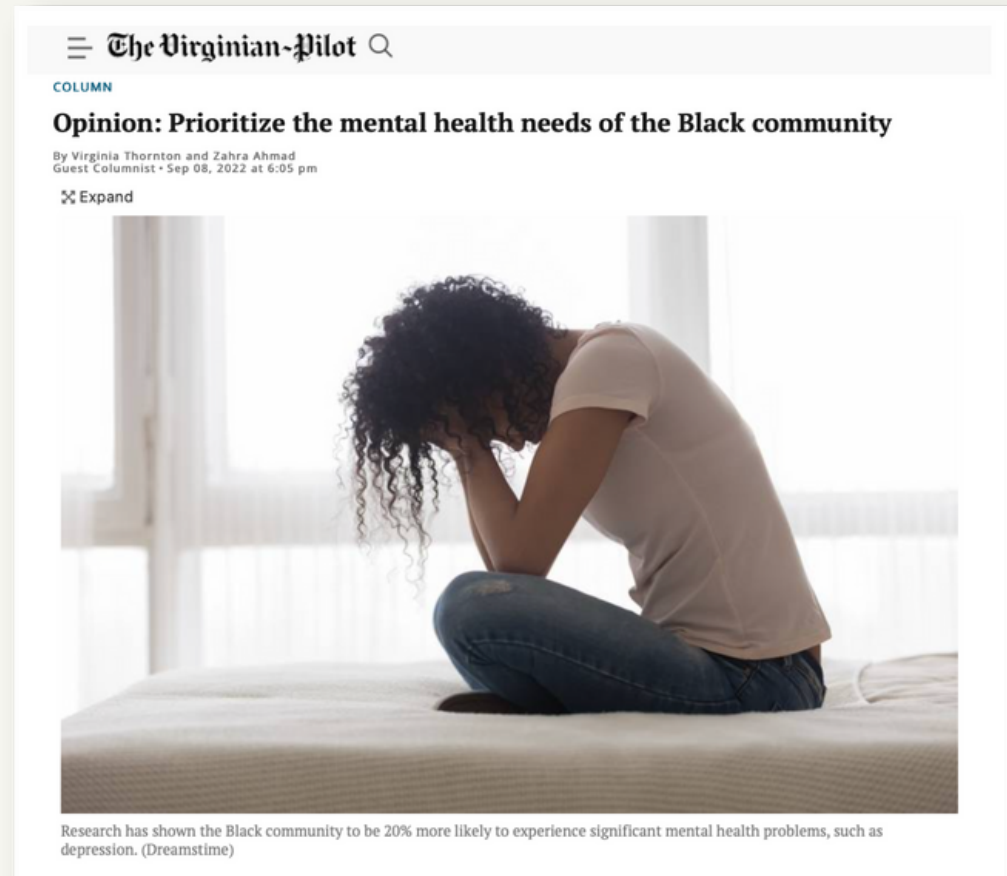 The Virginian-Pilot
COLUMN
Opinion: Prioritize the mental health needs of the Black community
By Virginia Thornton and Zahra Ahmad
Guest Columnist • Sep 08, 2022 at 6:05 pm
Expand
Research has shown the Black community to be 20% more likely to experience significant mental health problems, such as
depression. (Dreamstime)